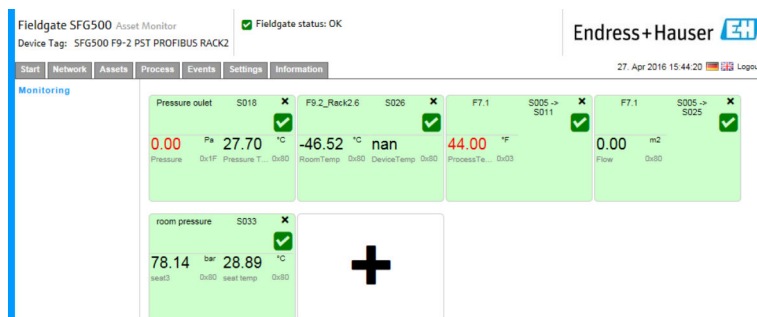 Fieldgate SFG500 Asset Monitor
Fieldgate status: OK
Device Tag: SFG500 F9-2 PST PROFIBUS RACK2
Endress+Hauser EH
Start Network Assets Process Events Settings Information
27. Apr 2016 15:44:20 Logou
Monitoring
Pressure oulet S018
0.00 Pa 27.70 °C
Pressure 0x1F Pressure T... 0x80
F9.2_Rack2.6 S026
-46.52 °C nan
RoomTemp 0x80 DeviceTemp 0x80
F7.1 S005 ->
S011
44.00 °F
ProcessTe... 0x03
F7.1 S005 ->
S025
0.00 m2
Flow 0x80
room pressure S033
78.14 bar 28.89 °C
seat3 0x80 seat temp 0x80